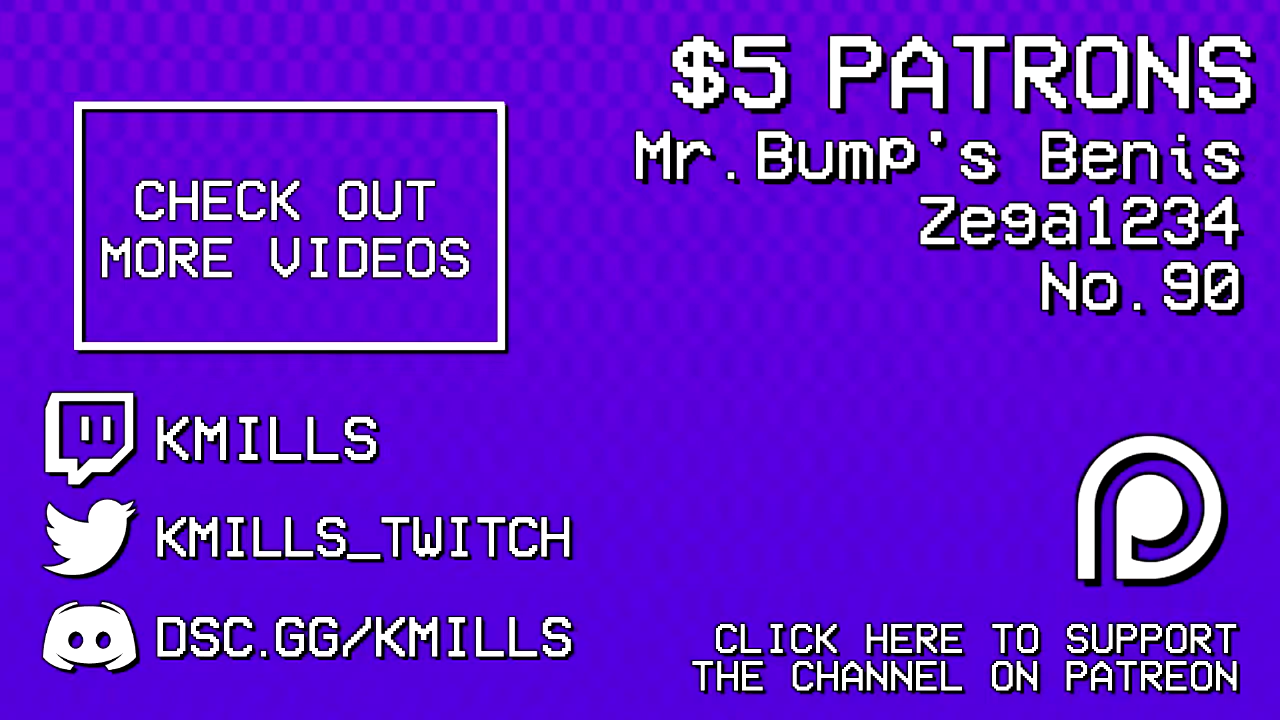 $5 PATRONS
Mr.Bump's Benis
Zega1234
No.90
CHECK OUT
MORE VIDEOS
KMILLS
KMILLS_TWITCH
DSC.GG/KMILLS
CLICK HERE TO SUPPORT
THE CHANNEL ON PATREON